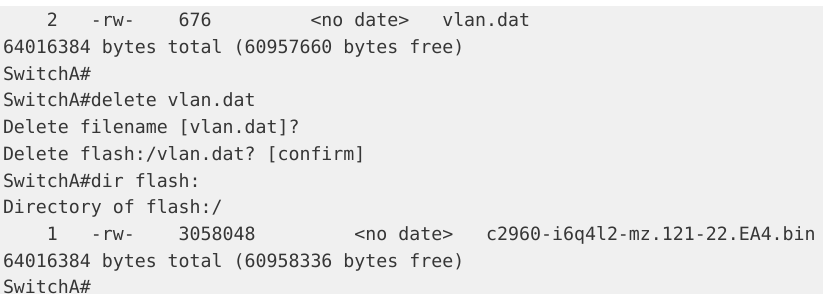 2 -rw- 676 <no date> vlan.dat
64016384 bytes total (60957660 bytes free)
SwitchA#
SwitchA#delete vlan.dat
Delete filename [vlan.dat]?
Delete flash:/vlan.dat? [confirm]
SwitchA#dir flash:
Directory of flash:/
1 -rw- 3058048 <no date> c2960-i6q4l2-mz.121-22.EA4.bin
64016384 bytes total (60958336 bytes free)
SwitchA#